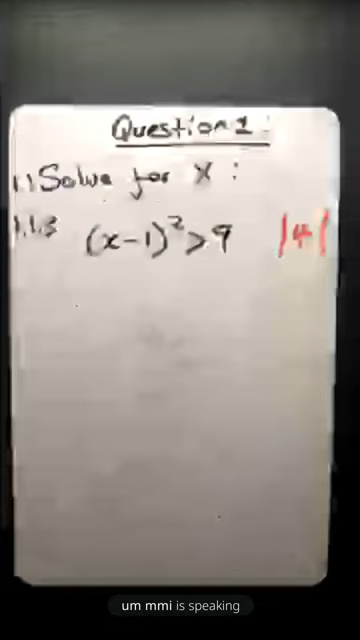 Question 1:
1.1 Solve for X :
1.1.3 (x-1)²>9 |4|
um mmi is speaking